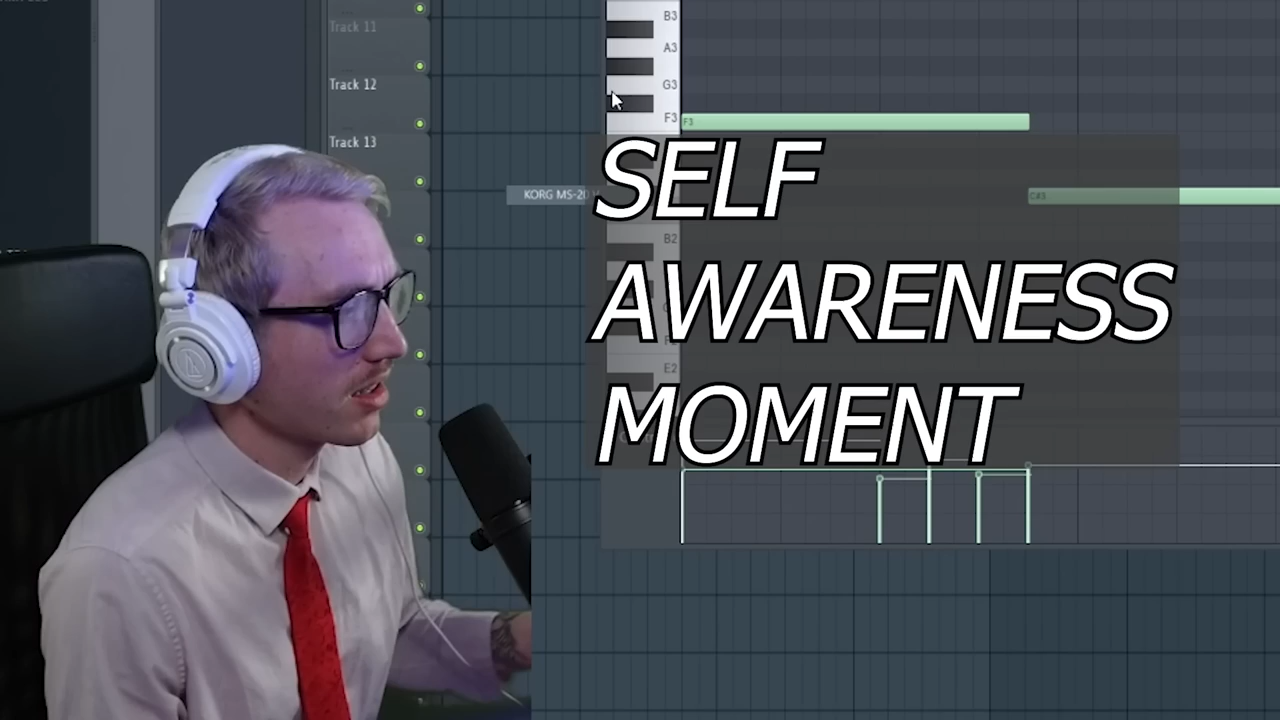 Track 11
Track 12
Track 13
KORG MS-20
B3
A3
G3
F3
F3
C#3
B2
E2
SELF
AWARENESS
MOMENT